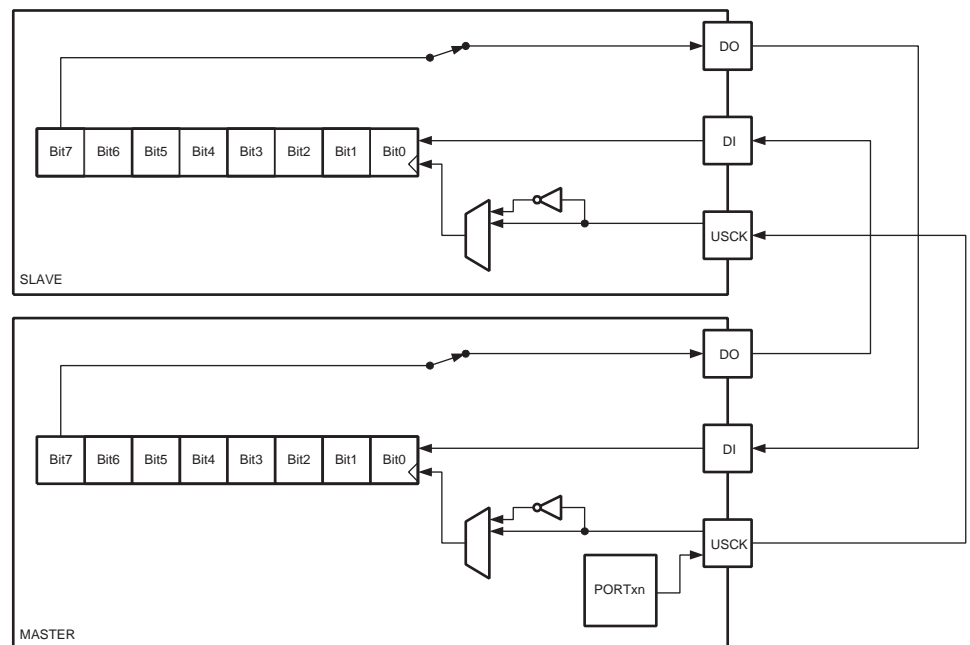 DO
Bit7 Bit6 Bit5 Bit4 Bit3 Bit2 Bit1 Bit0
DI
USCK
SLAVE
DO
Bit7 Bit6 Bit5 Bit4 Bit3 Bit2 Bit1 Bit0
DI
USCK
PORTxn
MASTER